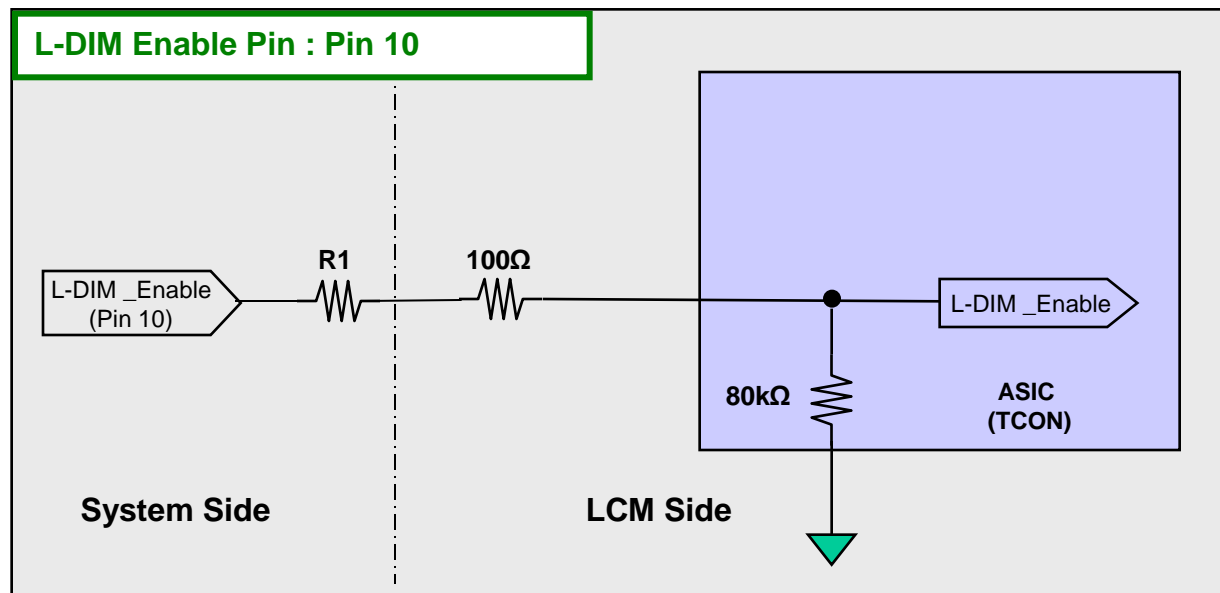 L-DIM Enable Pin : Pin 10
R1
100Ω
L-DIM _Enable
(Pin 10)
L-DIM _Enable
80kΩ
ASIC
(TCON)
System Side
LCM Side